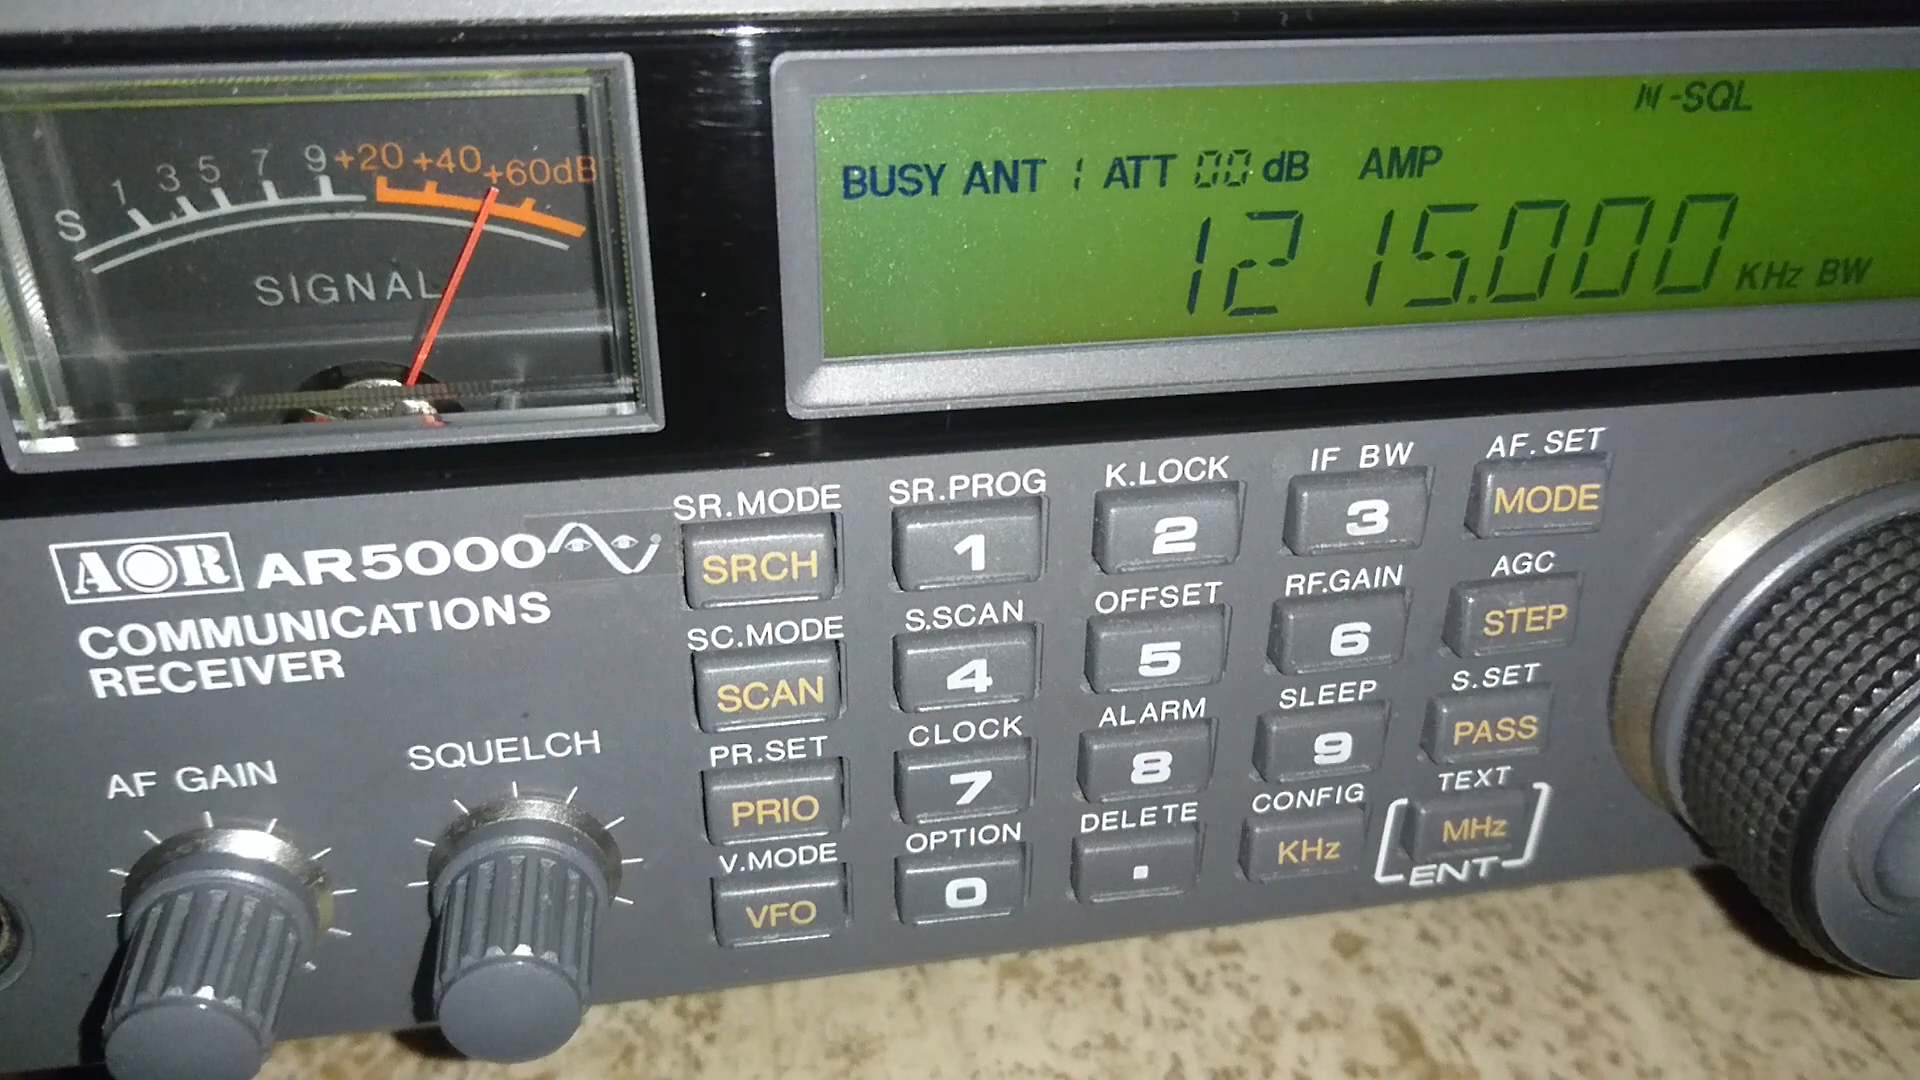 S 1 3 5 7 9 +20 +40 +60dB
SIGNAL
N-SQL
BUSY ANT 1 ATT 00 dB AMP
1215.000 KHz BW
AOR AR5000
COMMUNICATIONS
RECEIVER
AF GAIN
SQUELCH
SR.MODE SR.PROG K.LOCK IF BW AF.SET
SRCH 1 2 3 MODE
SC.MODE S.SCAN OFFSET RF.GAIN AGC
SCAN 4 5 6 STEP
PR.SET CLOCK ALARM SLEEP S.SET
PRIO 7 8 9 PASS
V.MODE OPTION DELETE CONFIG TEXT
VFO 0 . KHz MHz
ENT